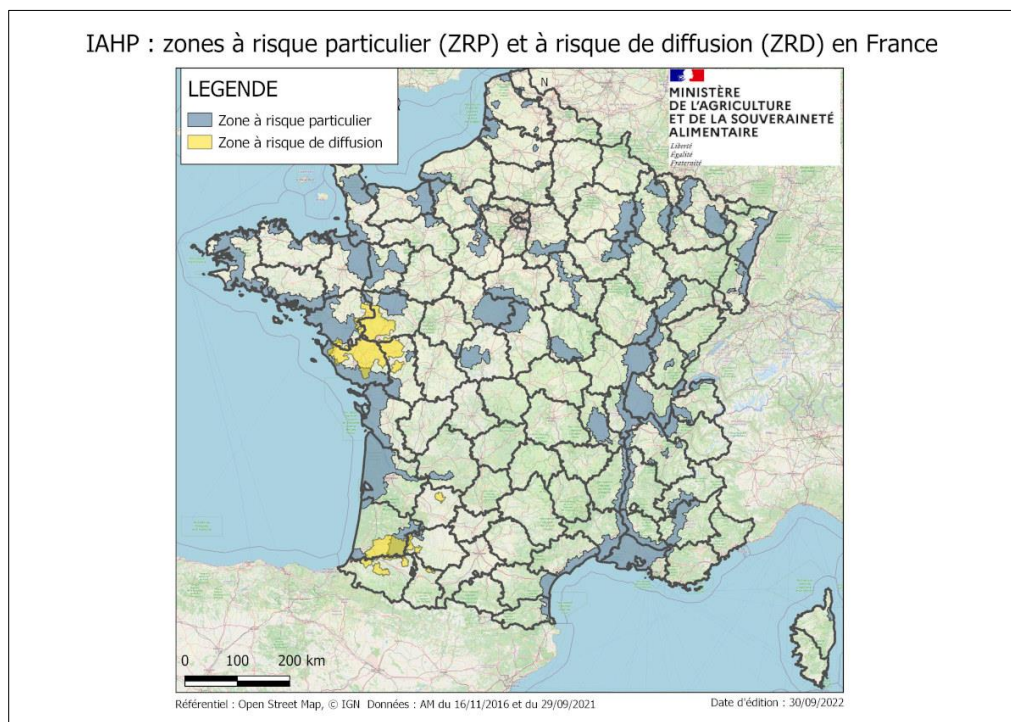 IAHP : zones à risque particulier (ZRP) et à risque de diffusion (ZRD) en France
LEGENDE
Zone à risque particulier
Zone à risque de diffusion
N
MINISTÈRE
DE L'AGRICULTURE
ET DE LA SOUVERAINETÉ
ALIMENTAIRE
Liberté
Égalité
Fraternité
0 100 200 km
Référentiel : Open Street Map, © IGN Données : AM du 16/11/2016 et du 29/09/2021
Date d'édition : 30/09/2022